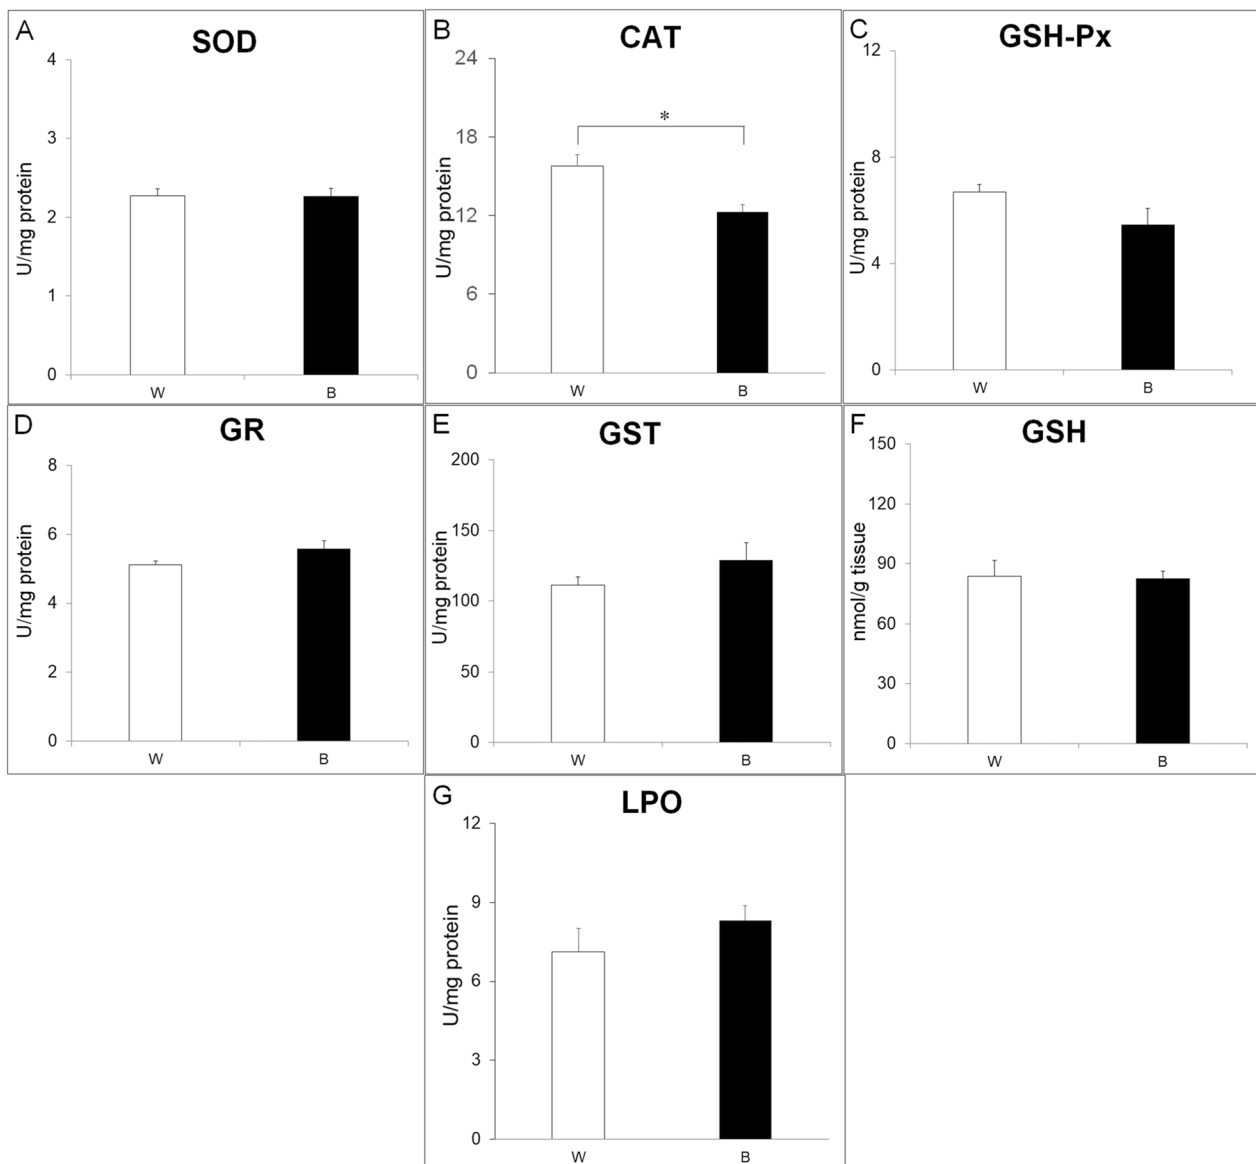 A
SOD
U/mg protein
4
3
2
1
0
W B
B
CAT
U/mg protein
24
18
12
6
0
*
W B
C
GSH-Px
U/mg protein
12
8
4
0
W B
D
GR
U/mg protein
8
6
4
2
0
W B
E
GST
U/mg protein
200
150
100
50
0
W B
F
GSH
nmol/g tissue
150
120
90
60
30
0
W B
G
LPO
U/mg protein
12
9
6
3
0
W B